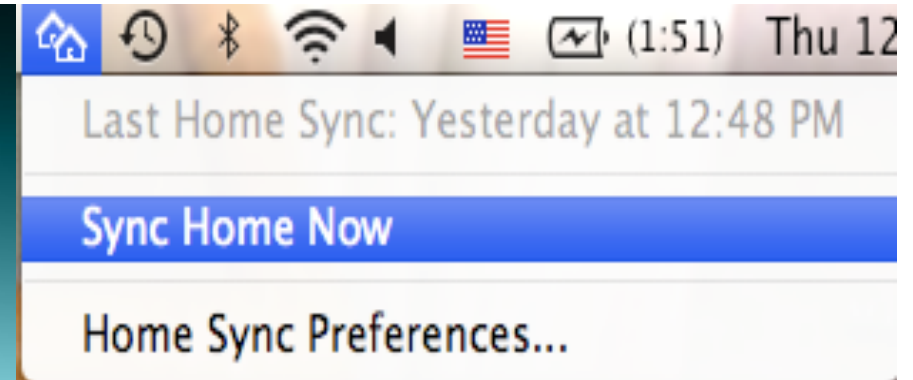 (1:51) Thu 12
Last Home Sync: Yesterday at 12:48 PM
Sync Home Now
Home Sync Preferences...